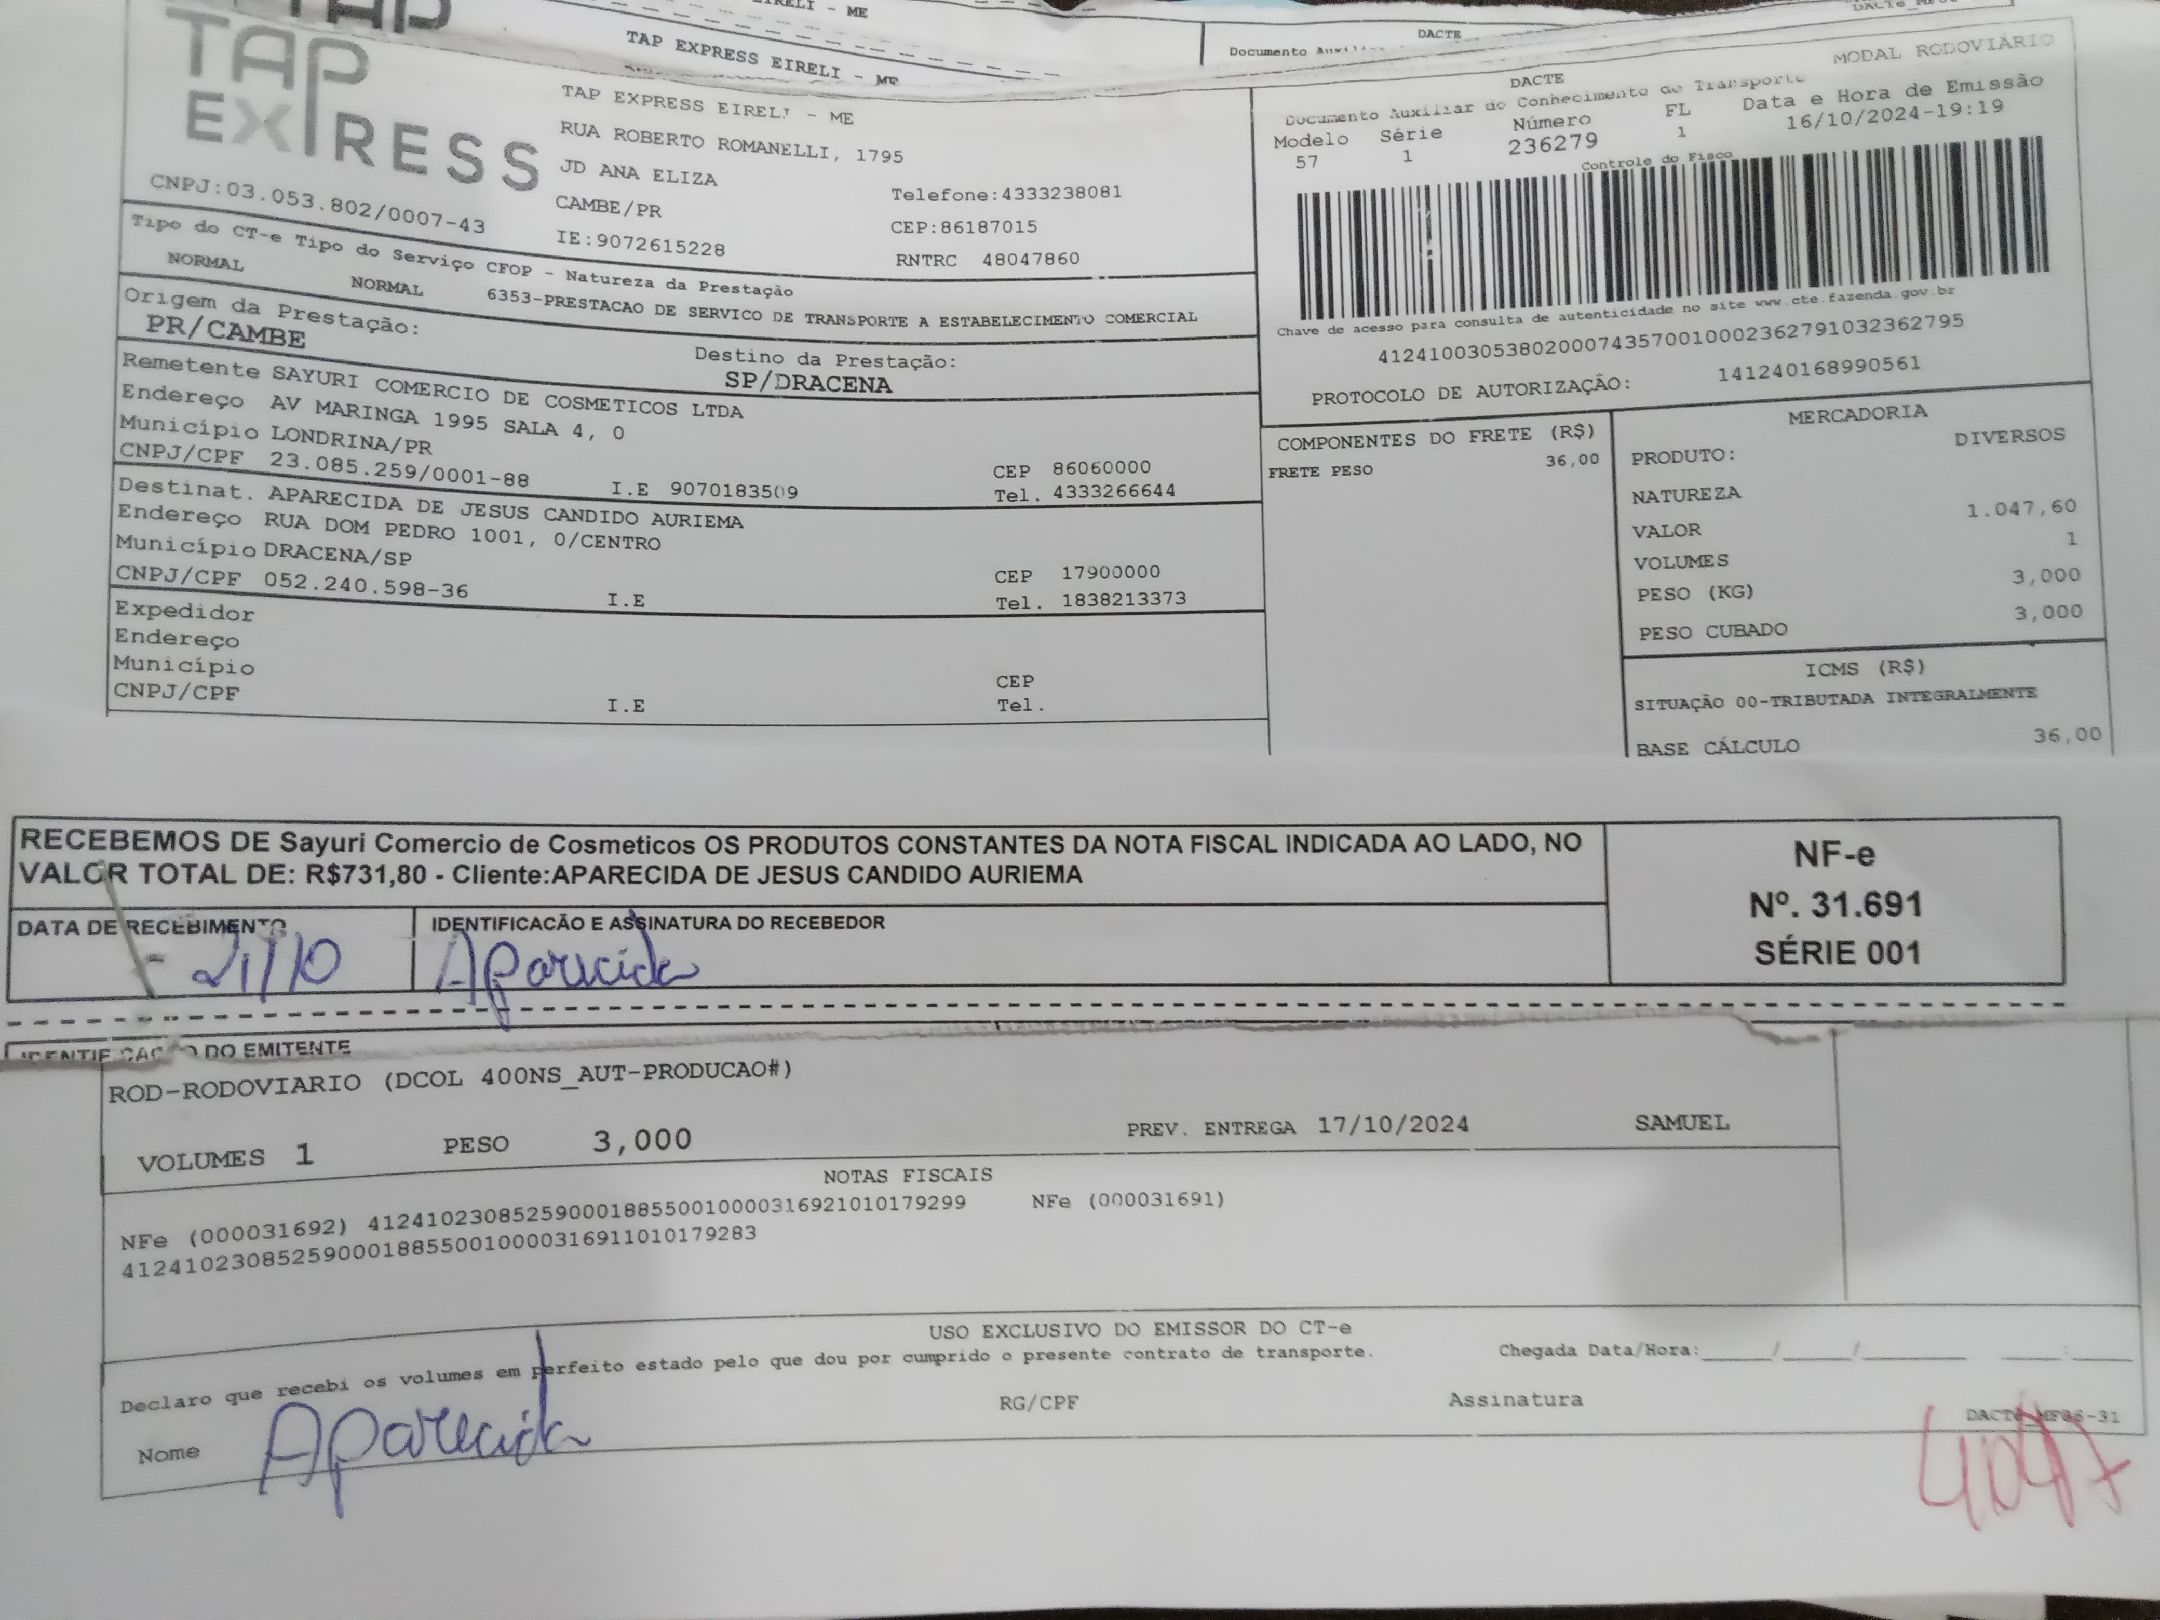 EIRELI - ME
TAP EXPRESS EIRELI - ME
DACTE
TAP
EXPRESS
CNPJ:03.053.802/0007-43
TAP EXPRESS EIRELI - ME
RUA ROBERTO ROMANELLI, 1795
JD ANA ELIZA
CAMBE/PR
IE:9072615228
Telefone:4333238081
CEP:86187015
RNTRC 48047860
MODAL RODOVIÁRIO
DACTE
Documento Auxiliar do Conhecimento de Transporte
Modelo Série Número FL Data e Hora de Emissão
57 1 236279 1 16/10/2024-19:19
Controle do Fisco
Chave de acesso para consulta de autenticidade no site www.cte.fazenda.gov.br
41241003053802000743570010002362791032362795
PROTOCOLO DE AUTORIZAÇÃO: 141240168990561
Tipo do CT-e Tipo do Serviço CFOP - Natureza da Prestação
NORMAL NORMAL 6353-PRESTACAO DE SERVICO DE TRANSPORTE A ESTABELECIMENTO COMERCIAL
Origem da Prestação: Destino da Prestação:
PR/CAMBE SP/DRACENA
Remetente SAYURI COMERCIO DE COSMETICOS LTDA
Endereço AV MARINGA 1995 SALA 4, 0
Município LONDRINA/PR CEP 86060000
CNPJ/CPF 23.085.259/0001-88 I.E 9070183509 Tel. 4333266644
Destinat. APARECIDA DE JESUS CANDIDO AURIEMA
Endereço RUA DOM PEDRO 1001, 0/CENTRO
Município DRACENA/SP CEP 17900000
CNPJ/CPF 052.240.598-36 I.E Tel. 1838213373
Expedidor
Endereço
Município CEP
CNPJ/CPF I.E Tel.
COMPONENTES DO FRETE (R$)
FRETE PESO 36,00
MERCADORIA
PRODUTO: DIVERSOS
NATUREZA
VALOR 1.047,60
VOLUMES 1
PESO (KG) 3,000
PESO CUBADO 3,000
ICMS (R$)
SITUAÇÃO 00-TRIBUTADA INTEGRALMENTE
BASE CÁLCULO 36,00
RECEBEMOS DE Sayuri Comercio de Cosmeticos OS PRODUTOS CONSTANTES DA NOTA FISCAL INDICADA AO LADO, NO
VALOR TOTAL DE: R$731,80 - Cliente:APARECIDA DE JESUS CANDIDO AURIEMA
DATA DE RECEBIMENTO IDENTIFICACÃO E ASSINATURA DO RECEBEDOR
21/10 Aparecida
NF-e
Nº. 31.691
SÉRIE 001
IDENTIFICAÇÃO DO EMITENTE
ROD-RODOVIARIO (DCOL 400NS_AUT-PRODUCAO#)
VOLUMES 1 PESO 3,000 PREV. ENTREGA 17/10/2024 SAMUEL
NOTAS FISCAIS
NFe (000031692) 41241023085259000188550010000316921010179299 NFe (000031691)
41241023085259000188550010000316911010179283
USO EXCLUSIVO DO EMISSOR DO CT-e
Declaro que recebi os volumes em perfeito estado pelo que dou por cumprido o presente contrato de transporte. Chegada Data/Hora:____/____/______ ___:____
Nome Aparecida RG/CPF Assinatura